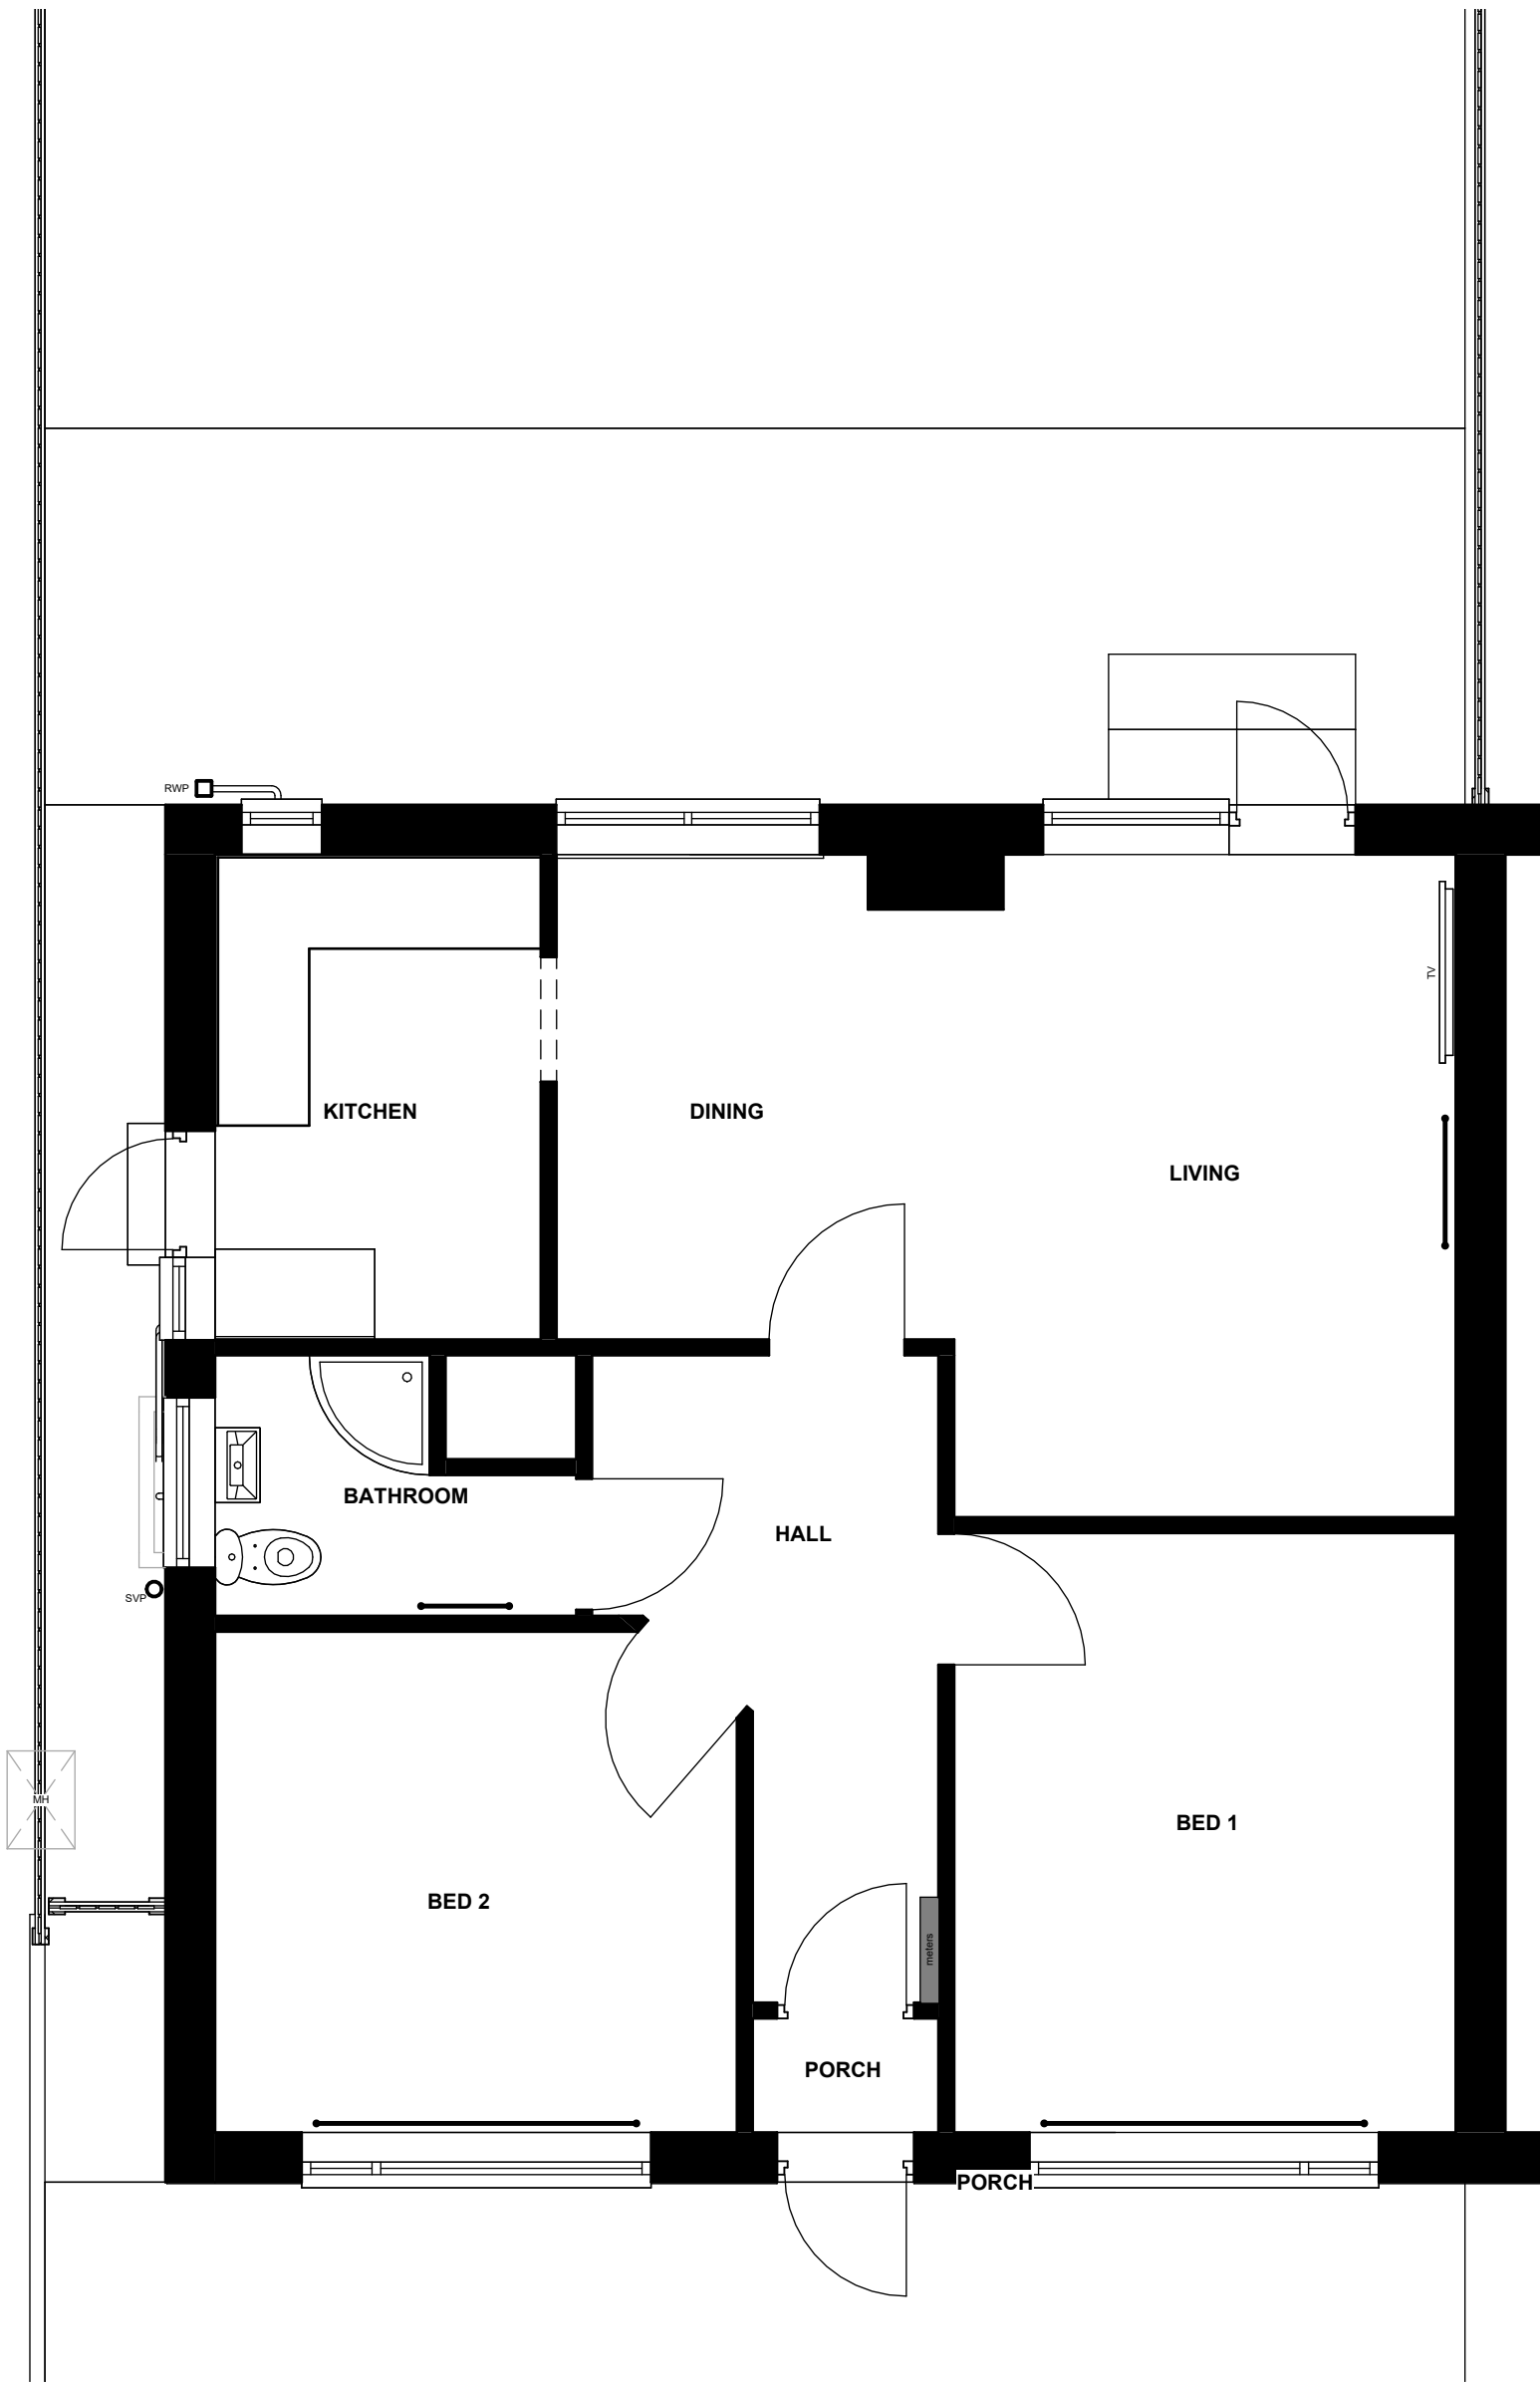 RWP
TV
KITCHEN
DINING
LIVING
BATHROOM
HALL
SVP
MH
BED 1
BED 2
meters
PORCH
PORCH